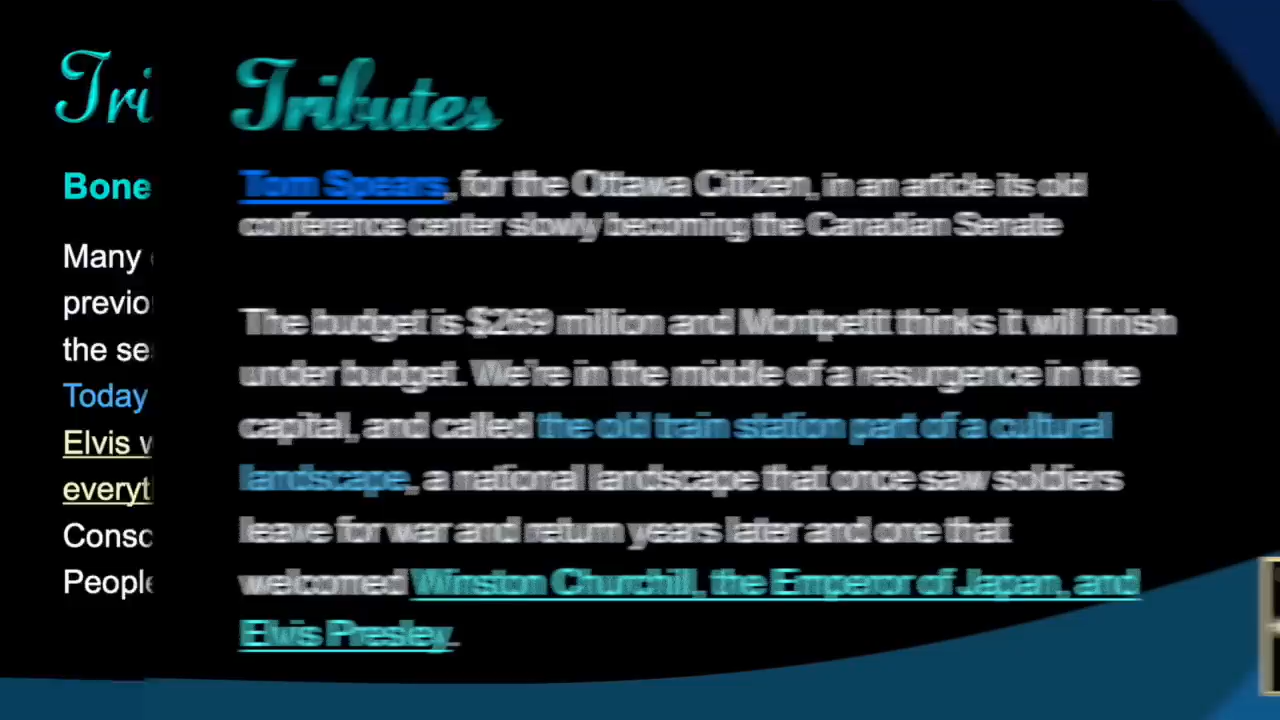 Tri
Bone
Many
previo
the se
Today
Elvis w
everyt
Consc
People
Tributes
Tom Spears, for the Ottawa Citizen, in an article its old
conference center slowly becoming the Canadian Senate
The budget is $269 million and Montpetit thinks it will finish
under budget. We're in the middle of a resurgence in the
capital, and called the old train station part of a cultural
landscape, a national landscape that once saw soldiers
leave for war and return years later and one that
welcomed Winston Churchill, the Emperor of Japan, and
Elvis Presley.